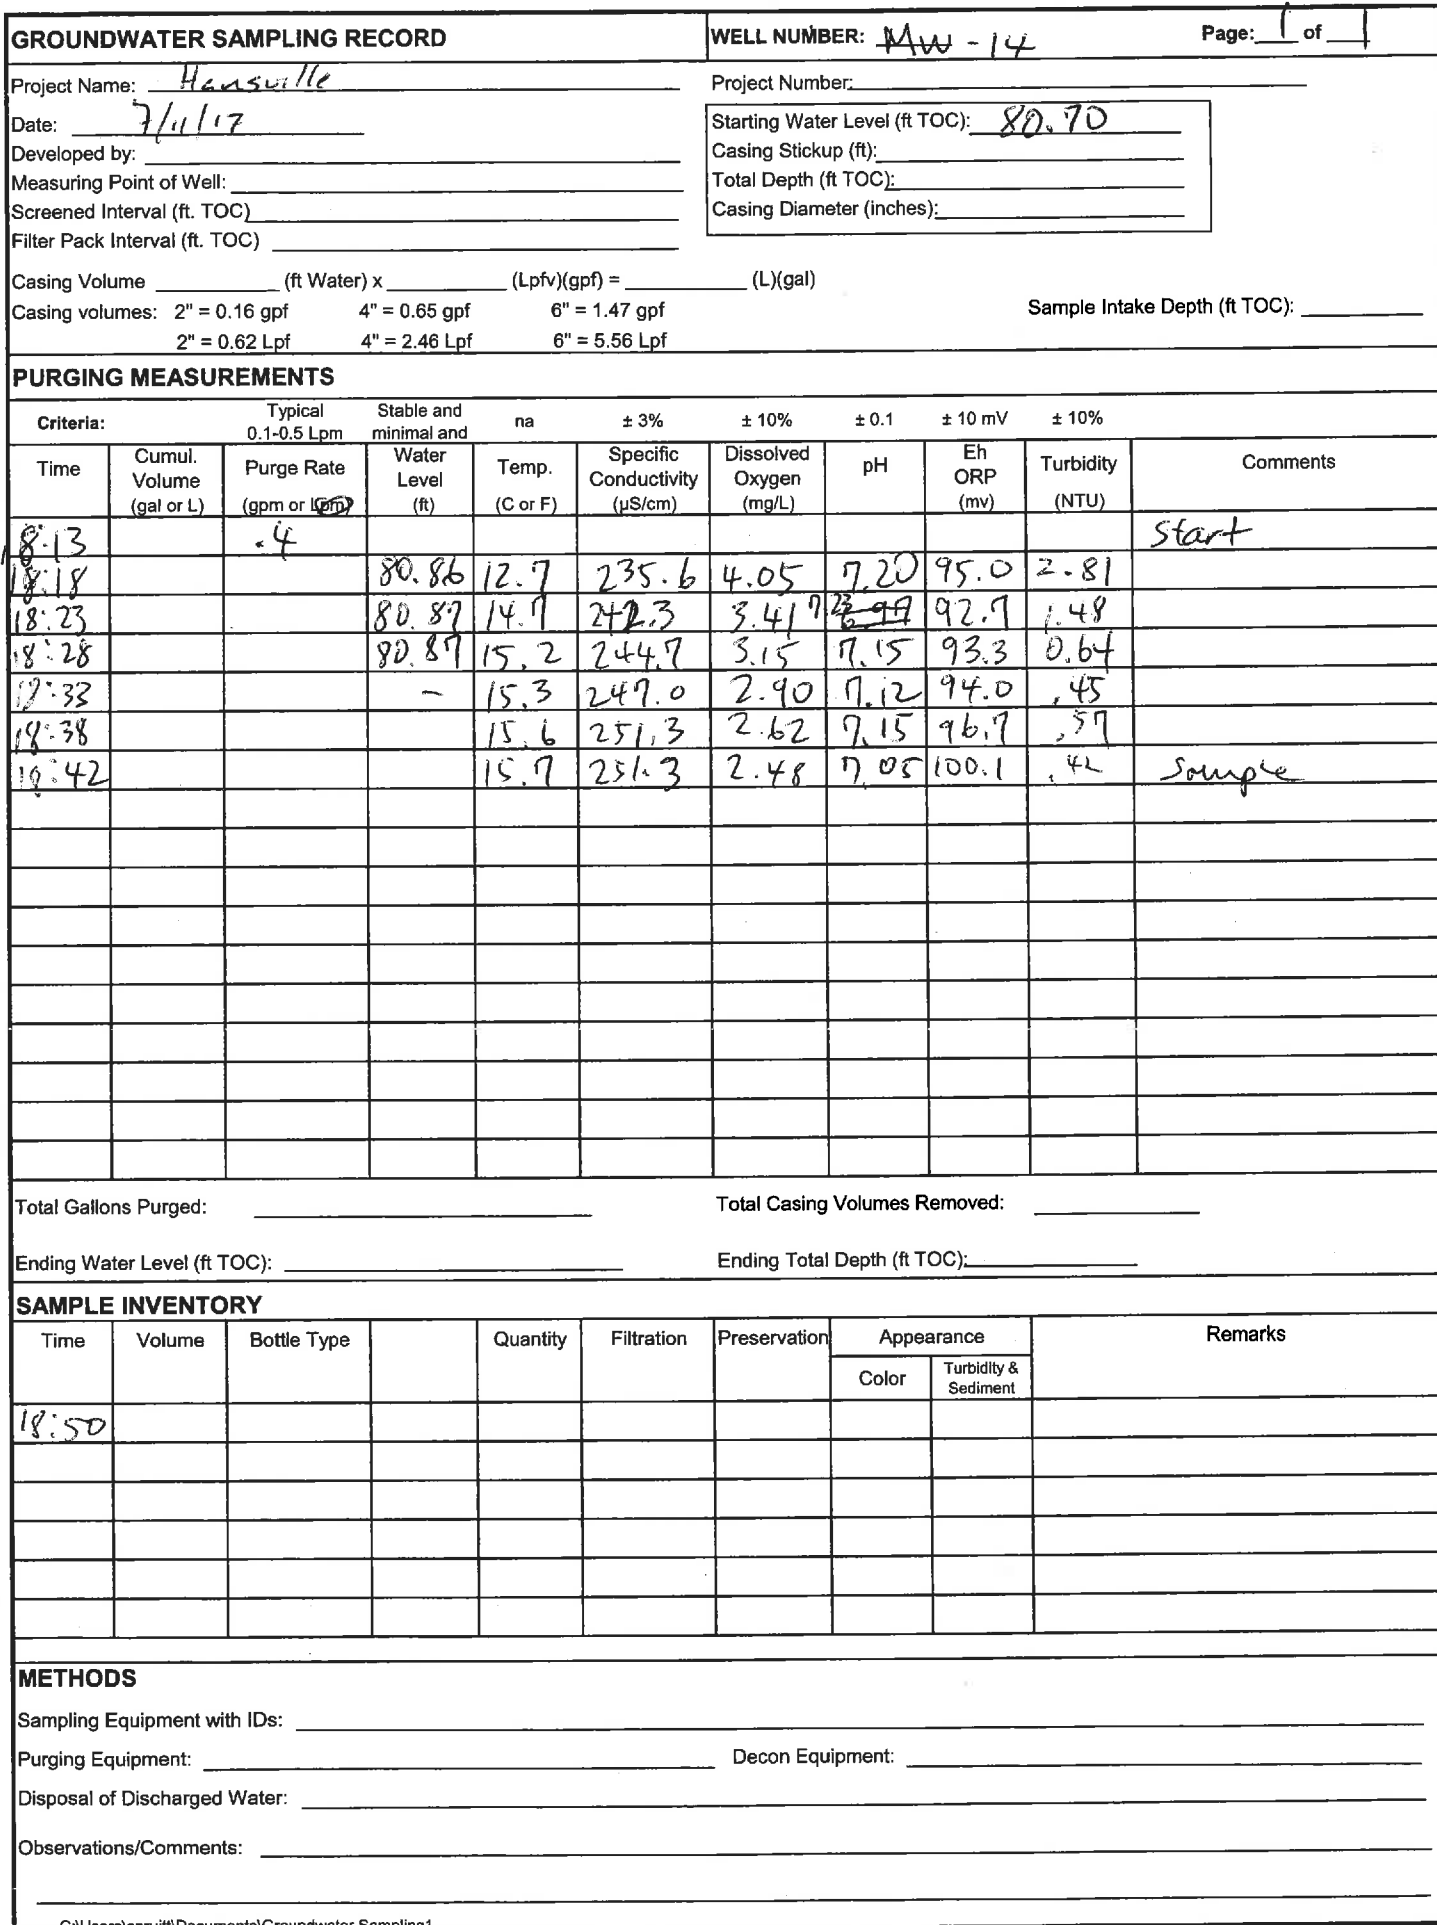 GROUNDWATER SAMPLING RECORD WELL NUMBER: MW-14 Page: 1 of 1
Project Name: Hansville Project Number:
Date: 7/11/17 Starting Water Level (ft TOC): 80.70
Developed by: Casing Stickup (ft):
Measuring Point of Well: Total Depth (ft TOC):
Screened Interval (ft. TOC) Casing Diameter (inches):
Filter Pack Interval (ft. TOC)
Casing Volume (ft Water) x (Lpfv)(gpf) = (L)(gal)
Casing volumes: 2" = 0.16 gpf 4" = 0.65 gpf 6" = 1.47 gpf Sample Intake Depth (ft TOC):
2" = 0.62 Lpf 4" = 2.46 Lpf 6" = 5.56 Lpf
PURGING MEASUREMENTS
Criteria: Typical 0.1-0.5 Lpm Stable and minimal and na ± 3% ± 10% ± 0.1 ± 10 mV ± 10%
Time Cumul. Volume (gal or L) Purge Rate (gpm or Lpm) Water Level (ft) Temp. (C or F) Specific Conductivity (µS/cm) Dissolved Oxygen (mg/L) pH Eh ORP (mv) Turbidity (NTU) Comments
18:13 .4 Start
18:18 80.86 12.7 235.6 4.05 7.20 95.0 2.81
18:23 80.87 14.7 242.3 3.41 7.23 92.7 1.48
18:28 80.87 15.2 244.7 3.15 7.15 93.3 0.64
18:33 - 15.3 247.0 2.90 7.12 94.0 .45
18:38 15.6 251.3 2.62 7.15 96.7 .57
18:42 15.7 251.3 2.48 7.05 100.1 .42 Sample
Total Gallons Purged: Total Casing Volumes Removed:
Ending Water Level (ft TOC): Ending Total Depth (ft TOC):
SAMPLE INVENTORY
Time Volume Bottle Type Quantity Filtration Preservation Appearance Remarks
Color Turbidity & Sediment
18:50
METHODS
Sampling Equipment with IDs:
Purging Equipment: Decon Equipment:
Disposal of Discharged Water:
Observations/Comments: